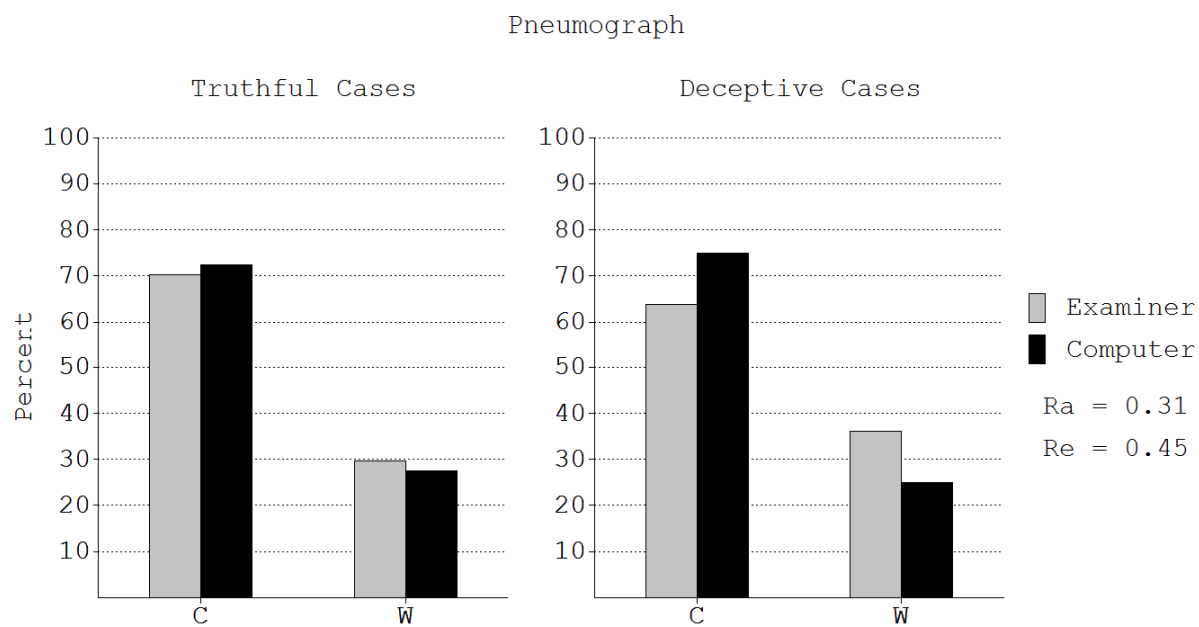 Pneumograph
Truthful Cases
Deceptive Cases
Percent
100
90
80
70
60
50
40
30
20
10
C W
100
90
80
70
60
50
40
30
20
10
C W
Examiner
Computer
Ra = 0.31
Re = 0.45